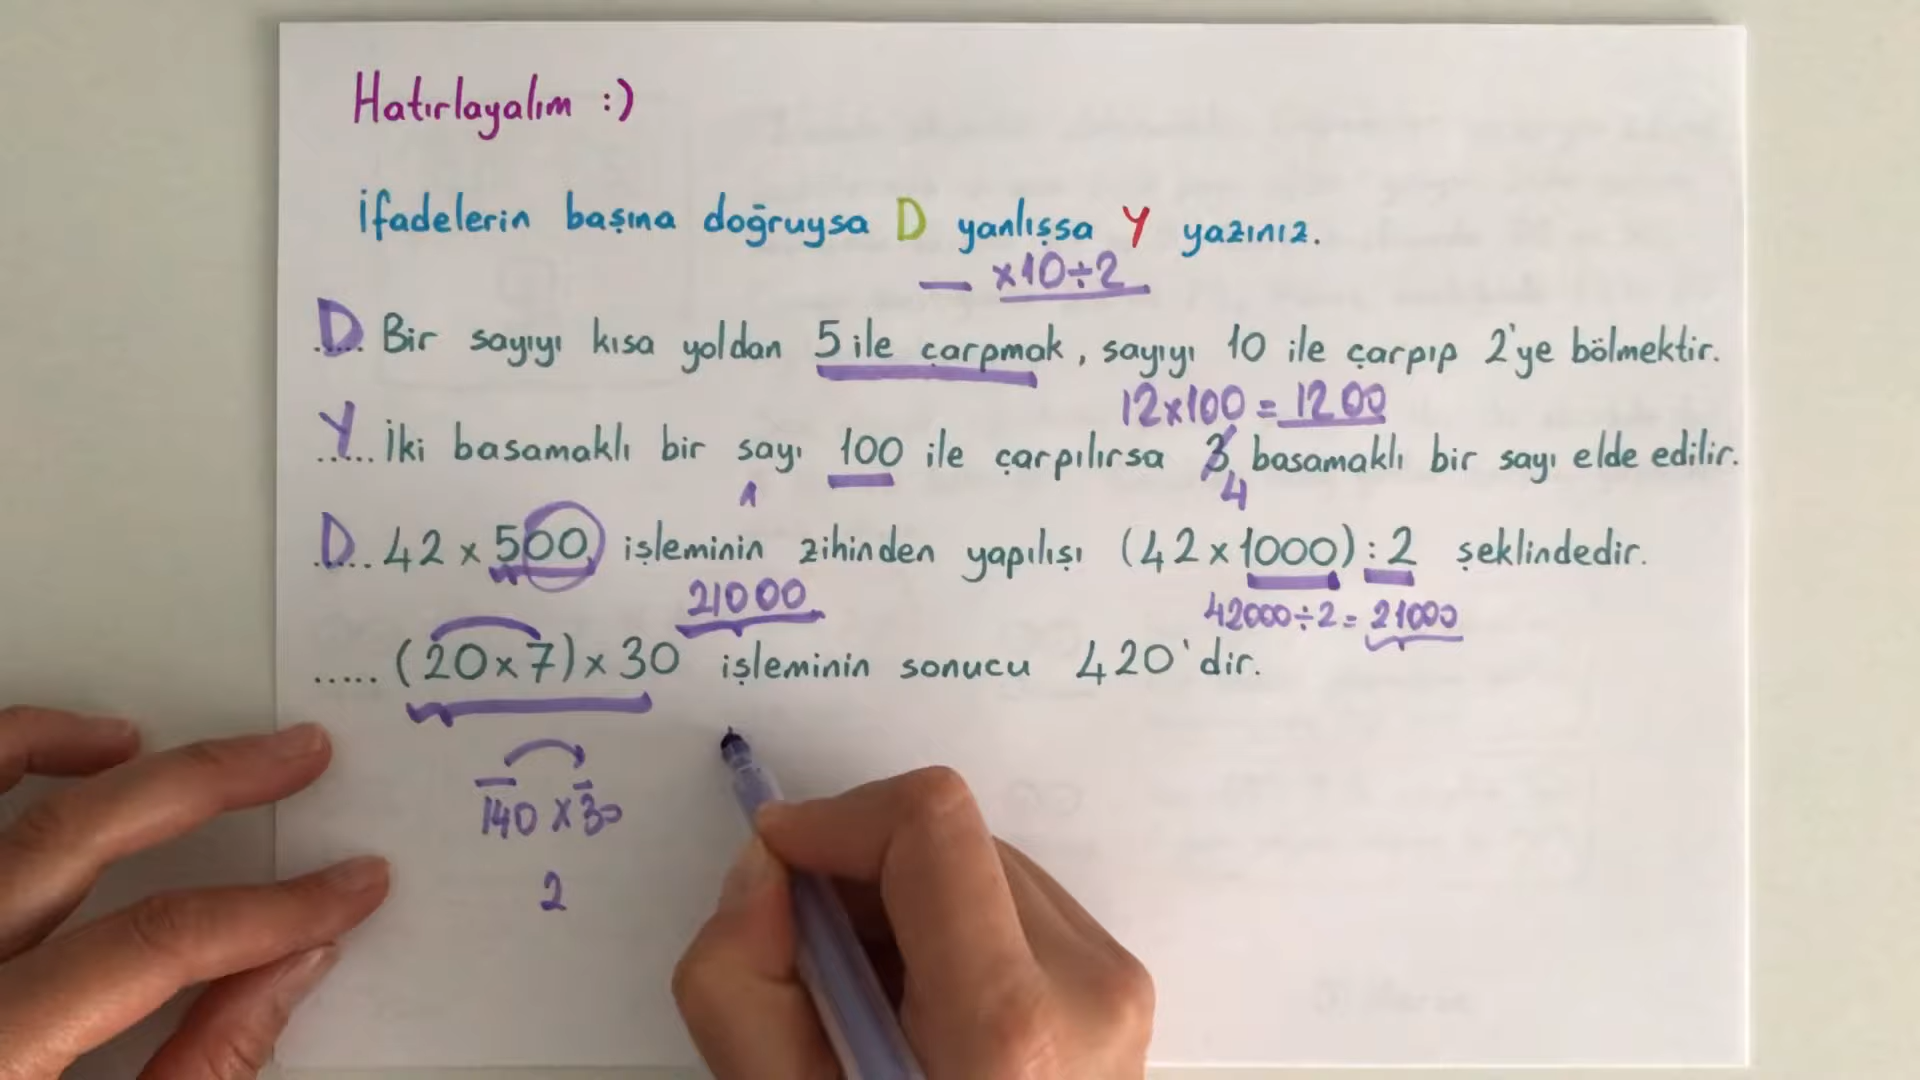 Hatırlayalım :)
İfadelerin başına doğruysa D yanlışsa Y yazınız.
— x10÷2
D..... Bir sayıyı kısa yoldan 5 ile çarpmak, sayıyı 10 ile çarpıp 2'ye bölmektir.
12x100 = 1200
Y..... İki basamaklı bir sayı 100 ile çarpılırsa 3 basamaklı bir sayı elde edilir.
4
D.. 42 x 500 işleminin zihinden yapılışı (42 x 1000) : 2 şeklindedir.
21000
42000÷2 = 21000
..... (20 x 7) x 30 işleminin sonucu 420'dir.
140 x 30
2